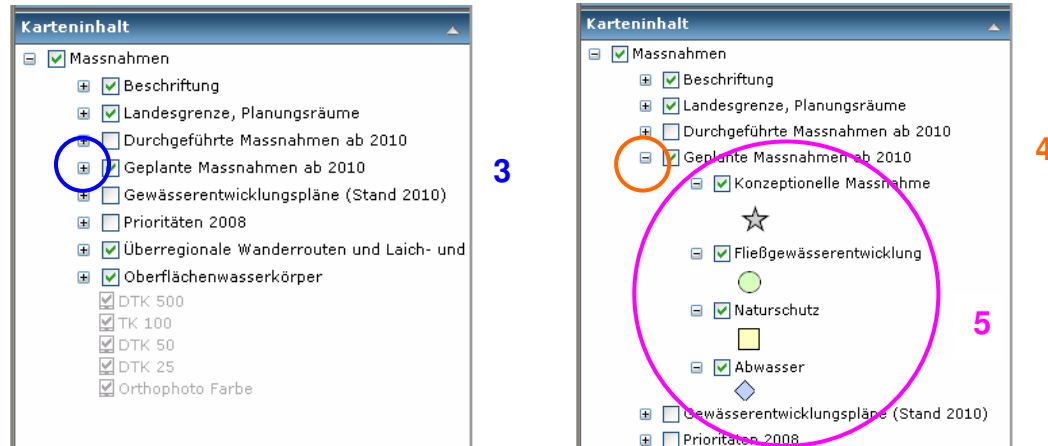 Karteninhalt
Massnahmen
Beschriftung
Landesgrenze, Planungsräume
Durchgeführte Massnahmen ab 2010
Geplante Massnahmen ab 2010
Gewässerentwicklungspläne (Stand 2010)
Prioritäten 2008
Überregionale Wanderrouten und Laich- und
Oberflächenwasserkörper
DTK 500
TK 100
DTK 50
DTK 25
Orthophoto Farbe
3
Karteninhalt
Massnahmen
Beschriftung
Landesgrenze, Planungsräume
Durchgeführte Massnahmen ab 2010
Geplante Massnahmen ab 2010
Konzeptionelle Massnahme
Fließgewässerentwicklung
Naturschutz
Abwasser
Gewässerentwicklungspläne (Stand 2010)
Prioritäten 2008
4
5